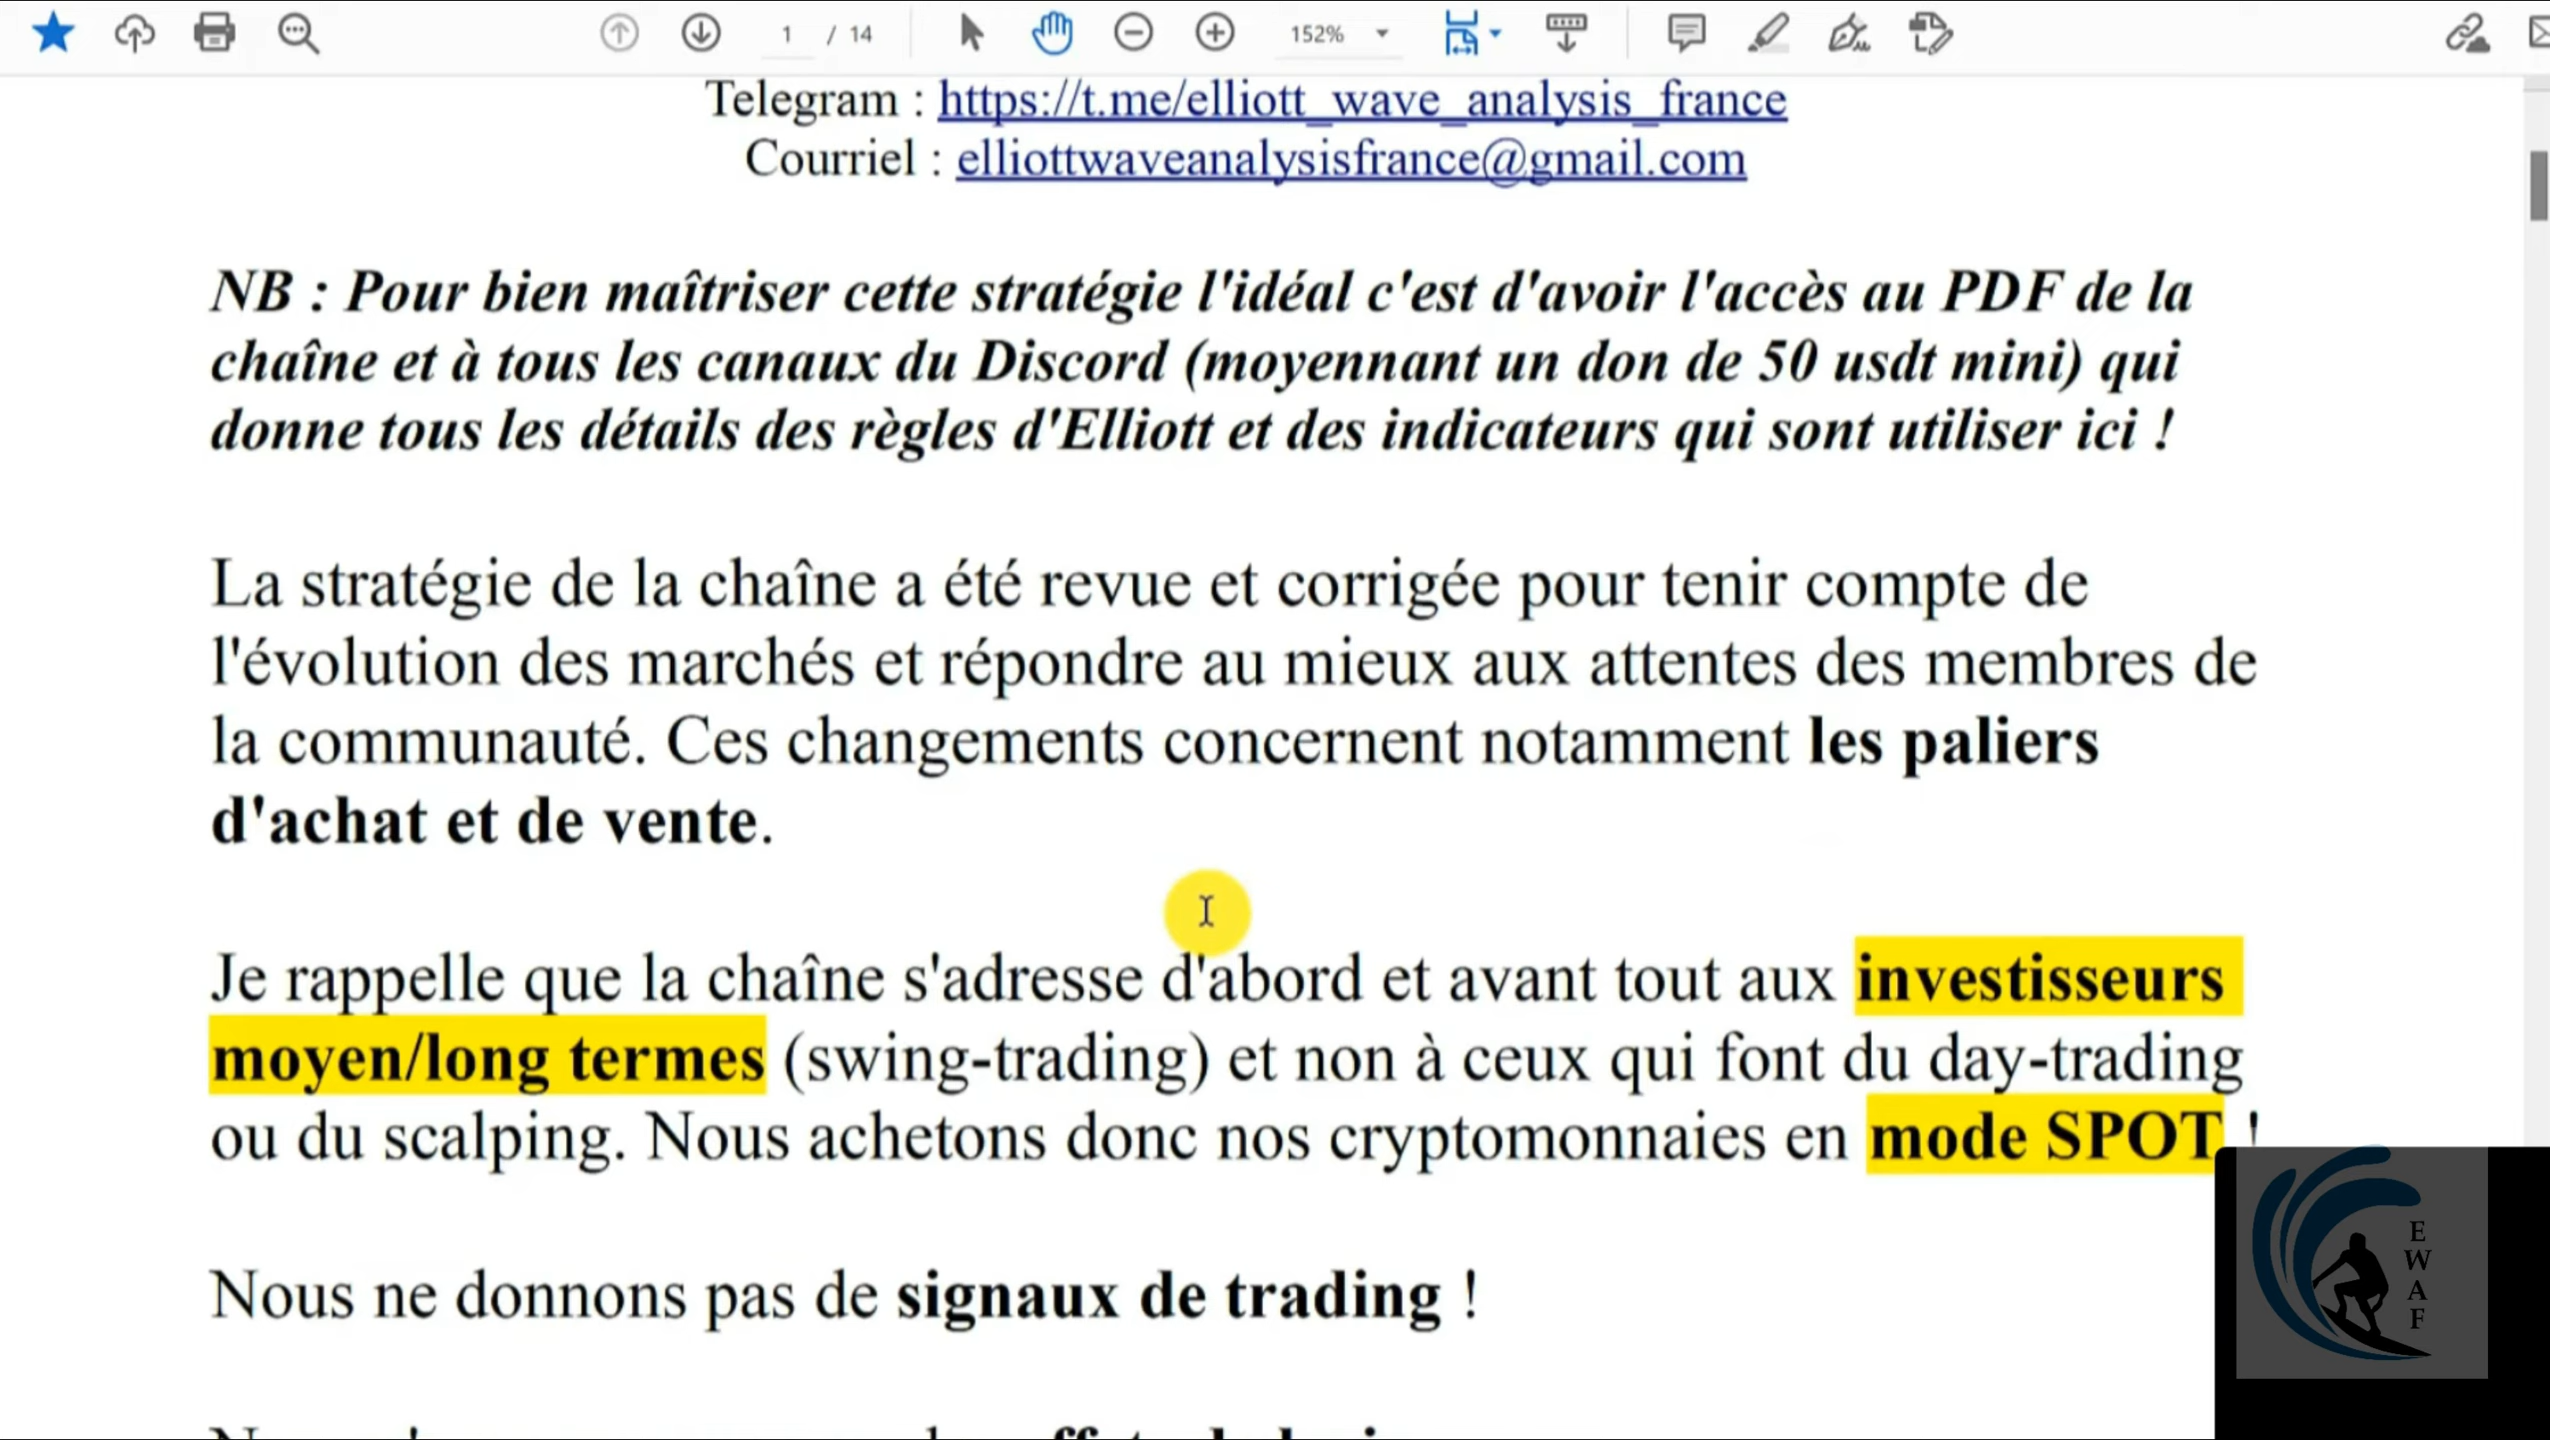 1 / 14 152%
Telegram : https://t.me/elliott_wave_analysis_france
Courriel : elliottwaveanalysisfrance@gmail.com
NB : Pour bien maîtriser cette stratégie l'idéal c'est d'avoir l'accès au PDF de la
chaîne et à tous les canaux du Discord (moyennant un don de 50 usdt mini) qui
donne tous les détails des règles d'Elliott et des indicateurs qui sont utiliser ici !
La stratégie de la chaîne a été revue et corrigée pour tenir compte de
l'évolution des marchés et répondre au mieux aux attentes des membres de
la communauté. Ces changements concernent notamment les paliers
d'achat et de vente.
Je rappelle que la chaîne s'adresse d'abord et avant tout aux investisseurs
moyen/long termes (swing-trading) et non à ceux qui font du day-trading
ou du scalping. Nous achetons donc nos cryptomonnaies en mode SPOT !
Nous ne donnons pas de signaux de trading !
E
W
A
F